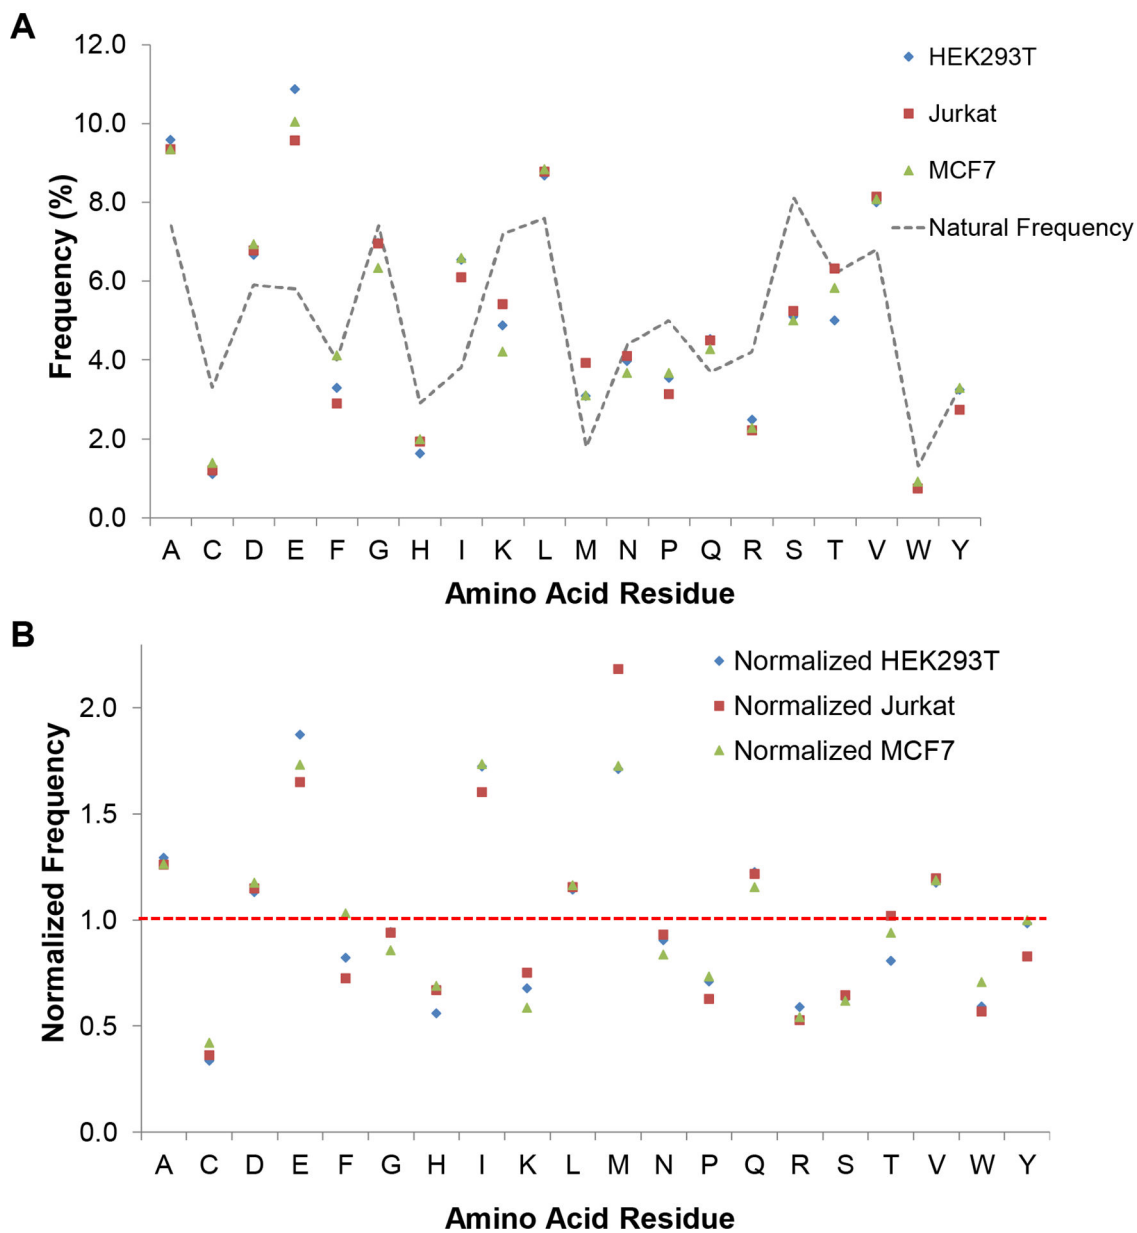 A
12.0
10.0
8.0
6.0
4.0
2.0
0.0
Frequency (%)
HEK293T
Jurkat
MCF7
Natural Frequency
A C D E F G H I K L M N P Q R S T V W Y
Amino Acid Residue
B
2.0
1.5
1.0
0.5
0.0
Normalized Frequency
Normalized HEK293T
Normalized Jurkat
Normalized MCF7
A C D E F G H I K L M N P Q R S T V W Y
Amino Acid Residue